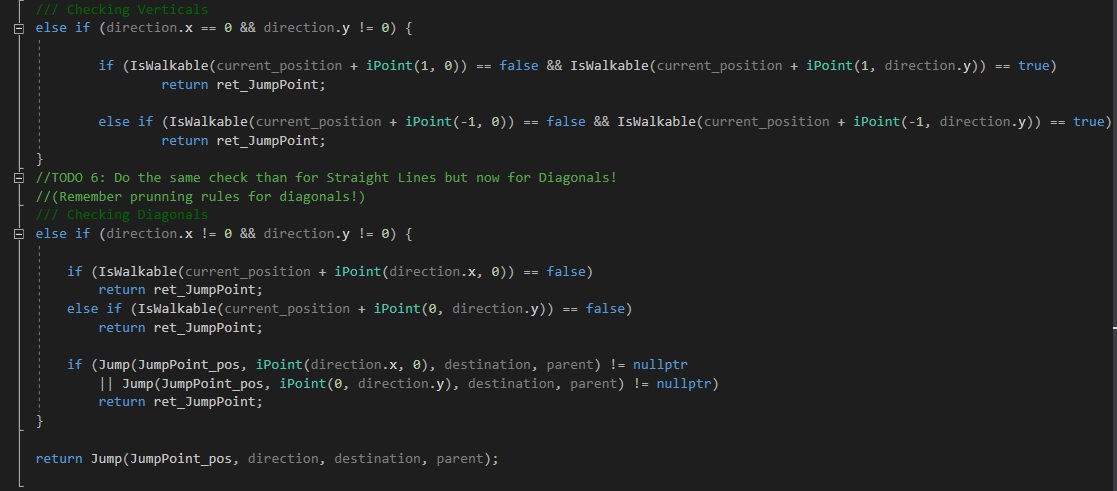 /// Checking Verticals
else if (direction.x == 0 && direction.y != 0) {
if (IsWalkable(current_position + iPoint(1, 0)) == false && IsWalkable(current_position + iPoint(1, direction.y)) == true)
return ret_JumpPoint;
else if (IsWalkable(current_position + iPoint(-1, 0)) == false && IsWalkable(current_position + iPoint(-1, direction.y)) == true)
return ret_JumpPoint;
}
//TODO 6: Do the same check than for Straight Lines but now for Diagonals!
//(Remember prunning rules for diagonals!)
/// Checking Diagonals
else if (direction.x != 0 && direction.y != 0) {
if (IsWalkable(current_position + iPoint(direction.x, 0)) == false)
return ret_JumpPoint;
else if (IsWalkable(current_position + iPoint(0, direction.y)) == false)
return ret_JumpPoint;
if (Jump(JumpPoint_pos, iPoint(direction.x, 0), destination, parent) != nullptr
|| Jump(JumpPoint_pos, iPoint(0, direction.y), destination, parent) != nullptr)
return ret_JumpPoint;
}
return Jump(JumpPoint_pos, direction, destination, parent);